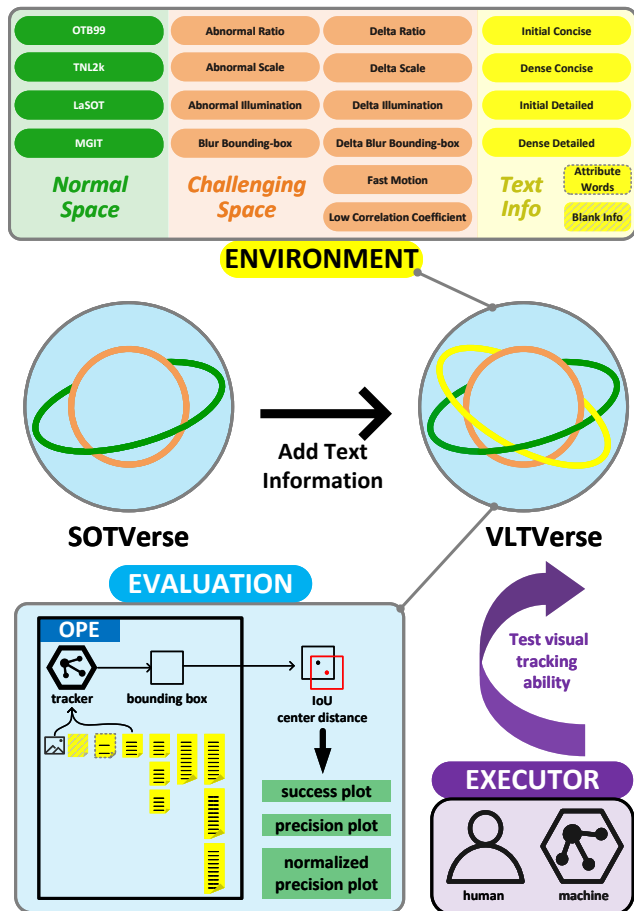 OTB99
TNL2k
LaSOT
MGIT
Normal
Space
Abnormal Ratio
Abnormal Scale
Abnormal Illumination
Blur Bounding-box
Challenging
Space
Delta Ratio
Delta Scale
Delta Illumination
Delta Blur Bounding-box
Fast Motion
Low Correlation Coefficient
Initial Concise
Dense Concise
Initial Detailed
Dense Detailed
Text
Info
Attribute
Words
Blank Info
ENVIRONMENT
Add Text
Information
SOTVerse
VLTVerse
EVALUATION
OPE
tracker
bounding box
IoU
center distance
success plot
precision plot
normalized
precision plot
Test visual
tracking
ability
EXECUTOR
human
machine